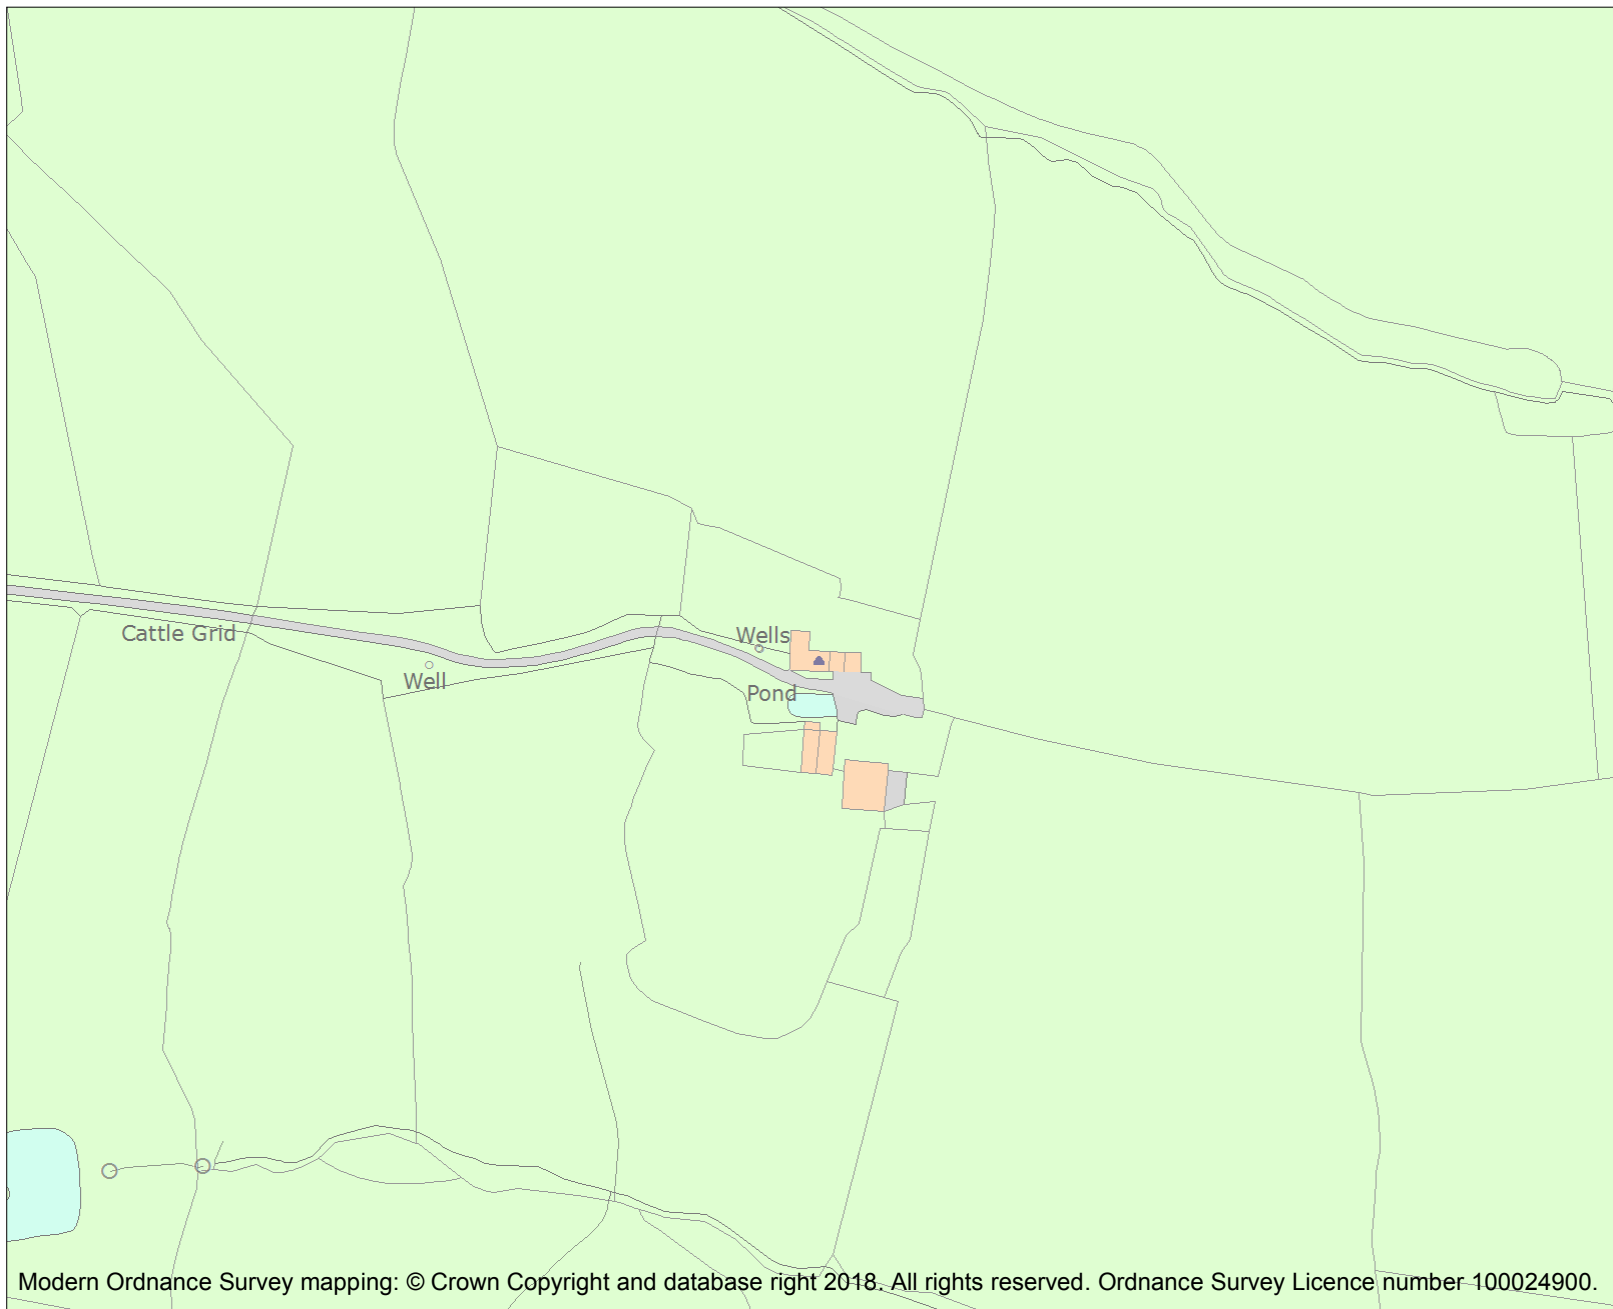 Cattle Grid
Wells
Well
Pond
Modern Ordnance Survey mapping: © Crown Copyright and database right 2018. All rights reserved. Ordnance Survey Licence number 100024900.